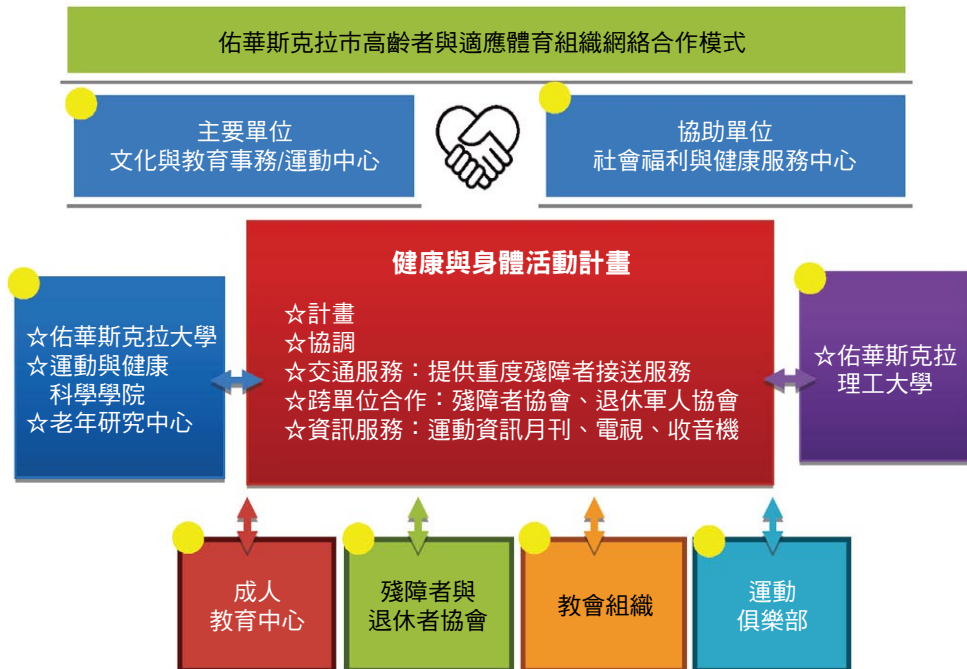 佑華斯克拉市高齡者與適應體育組織網絡合作模式
主要單位
文化與教育事務/運動中心
協助單位
社會福利與健康服務中心
健康與身體活動計畫
☆計畫
☆協調
☆交通服務：提供重度殘障者接送服務
☆跨單位合作：殘障者協會、退休軍人協會
☆資訊服務：運動資訊月刊、電視、收音機
☆佑華斯克拉大學
☆運動與健康
科學學院
☆老年研究中心
☆佑華斯克拉
理工大學
成人
教育中心
殘障者與
退休者協會
教會組織
運動
俱樂部